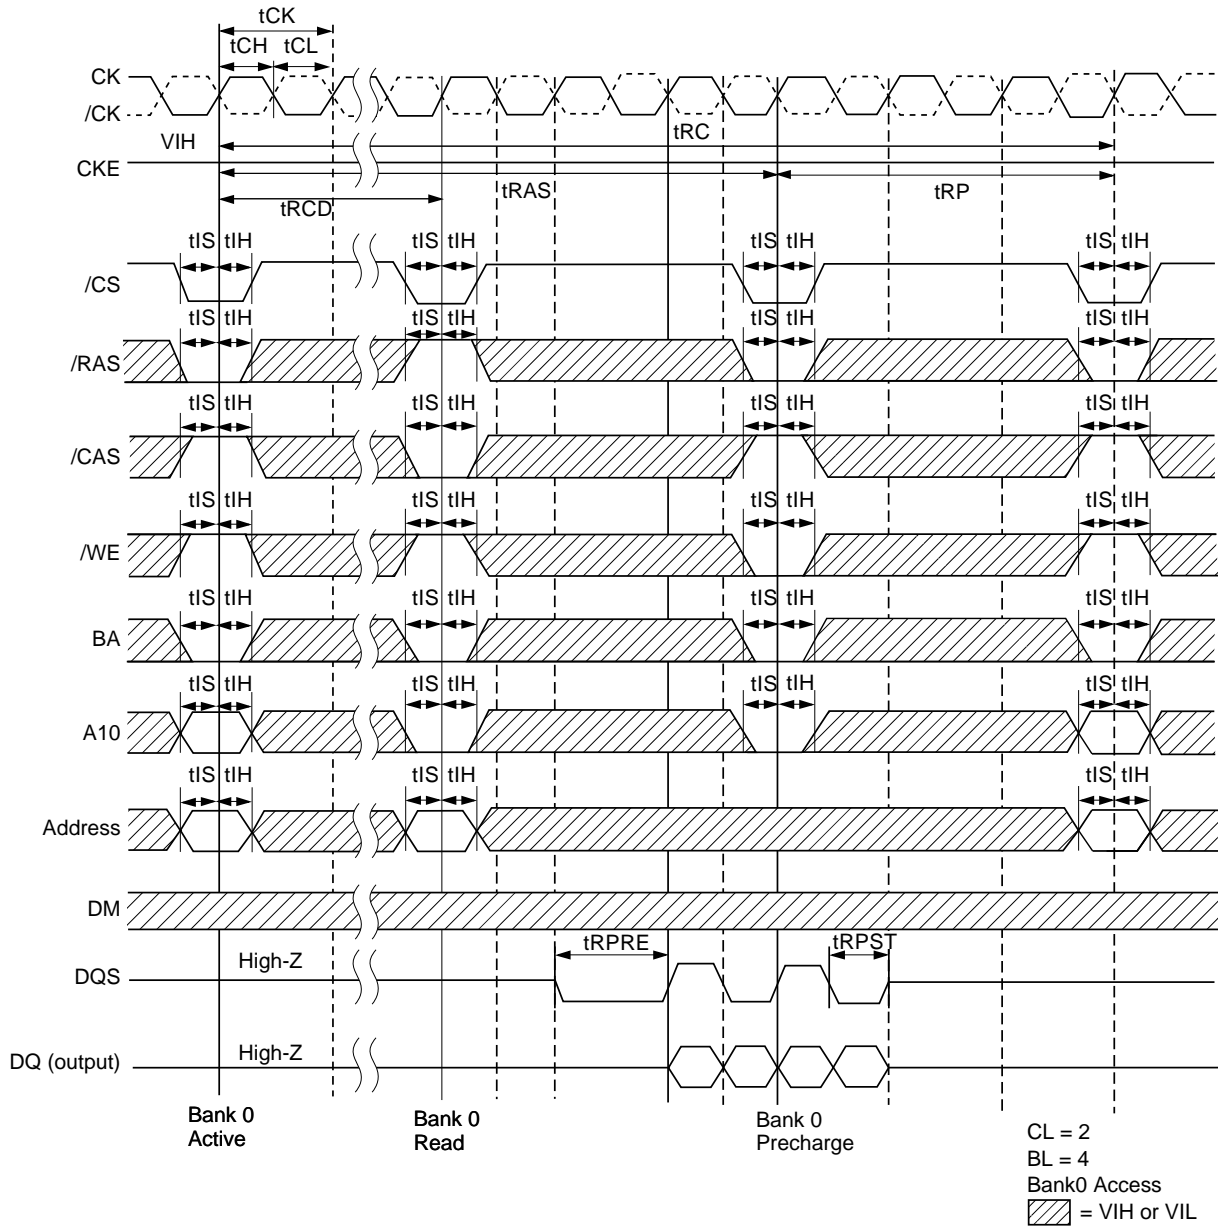 tCK
tCH tCL
CK
/CK
VIH
tRC
CKE
tRAS
tRP
tRCD
tIS tIH tIS tIH tIS tIH tIS tIH
/CS
tIS tIH tIS tIH tIS tIH tIS tIH
/RAS
tIS tIH tIS tIH tIS tIH tIS tIH
/CAS
tIS tIH tIS tIH tIS tIH tIS tIH
/WE
tIS tIH tIS tIH tIS tIH tIS tIH
BA
tIS tIH tIS tIH tIS tIH tIS tIH
A10
tIS tIH tIS tIH tIS tIH
Address
DM
tRPRE tRPST
High-Z
DQS
High-Z
DQ (output)
Bank 0
Active
Bank 0
Read
Bank 0
Precharge
CL = 2
BL = 4
Bank0 Access
= VIH or VIL